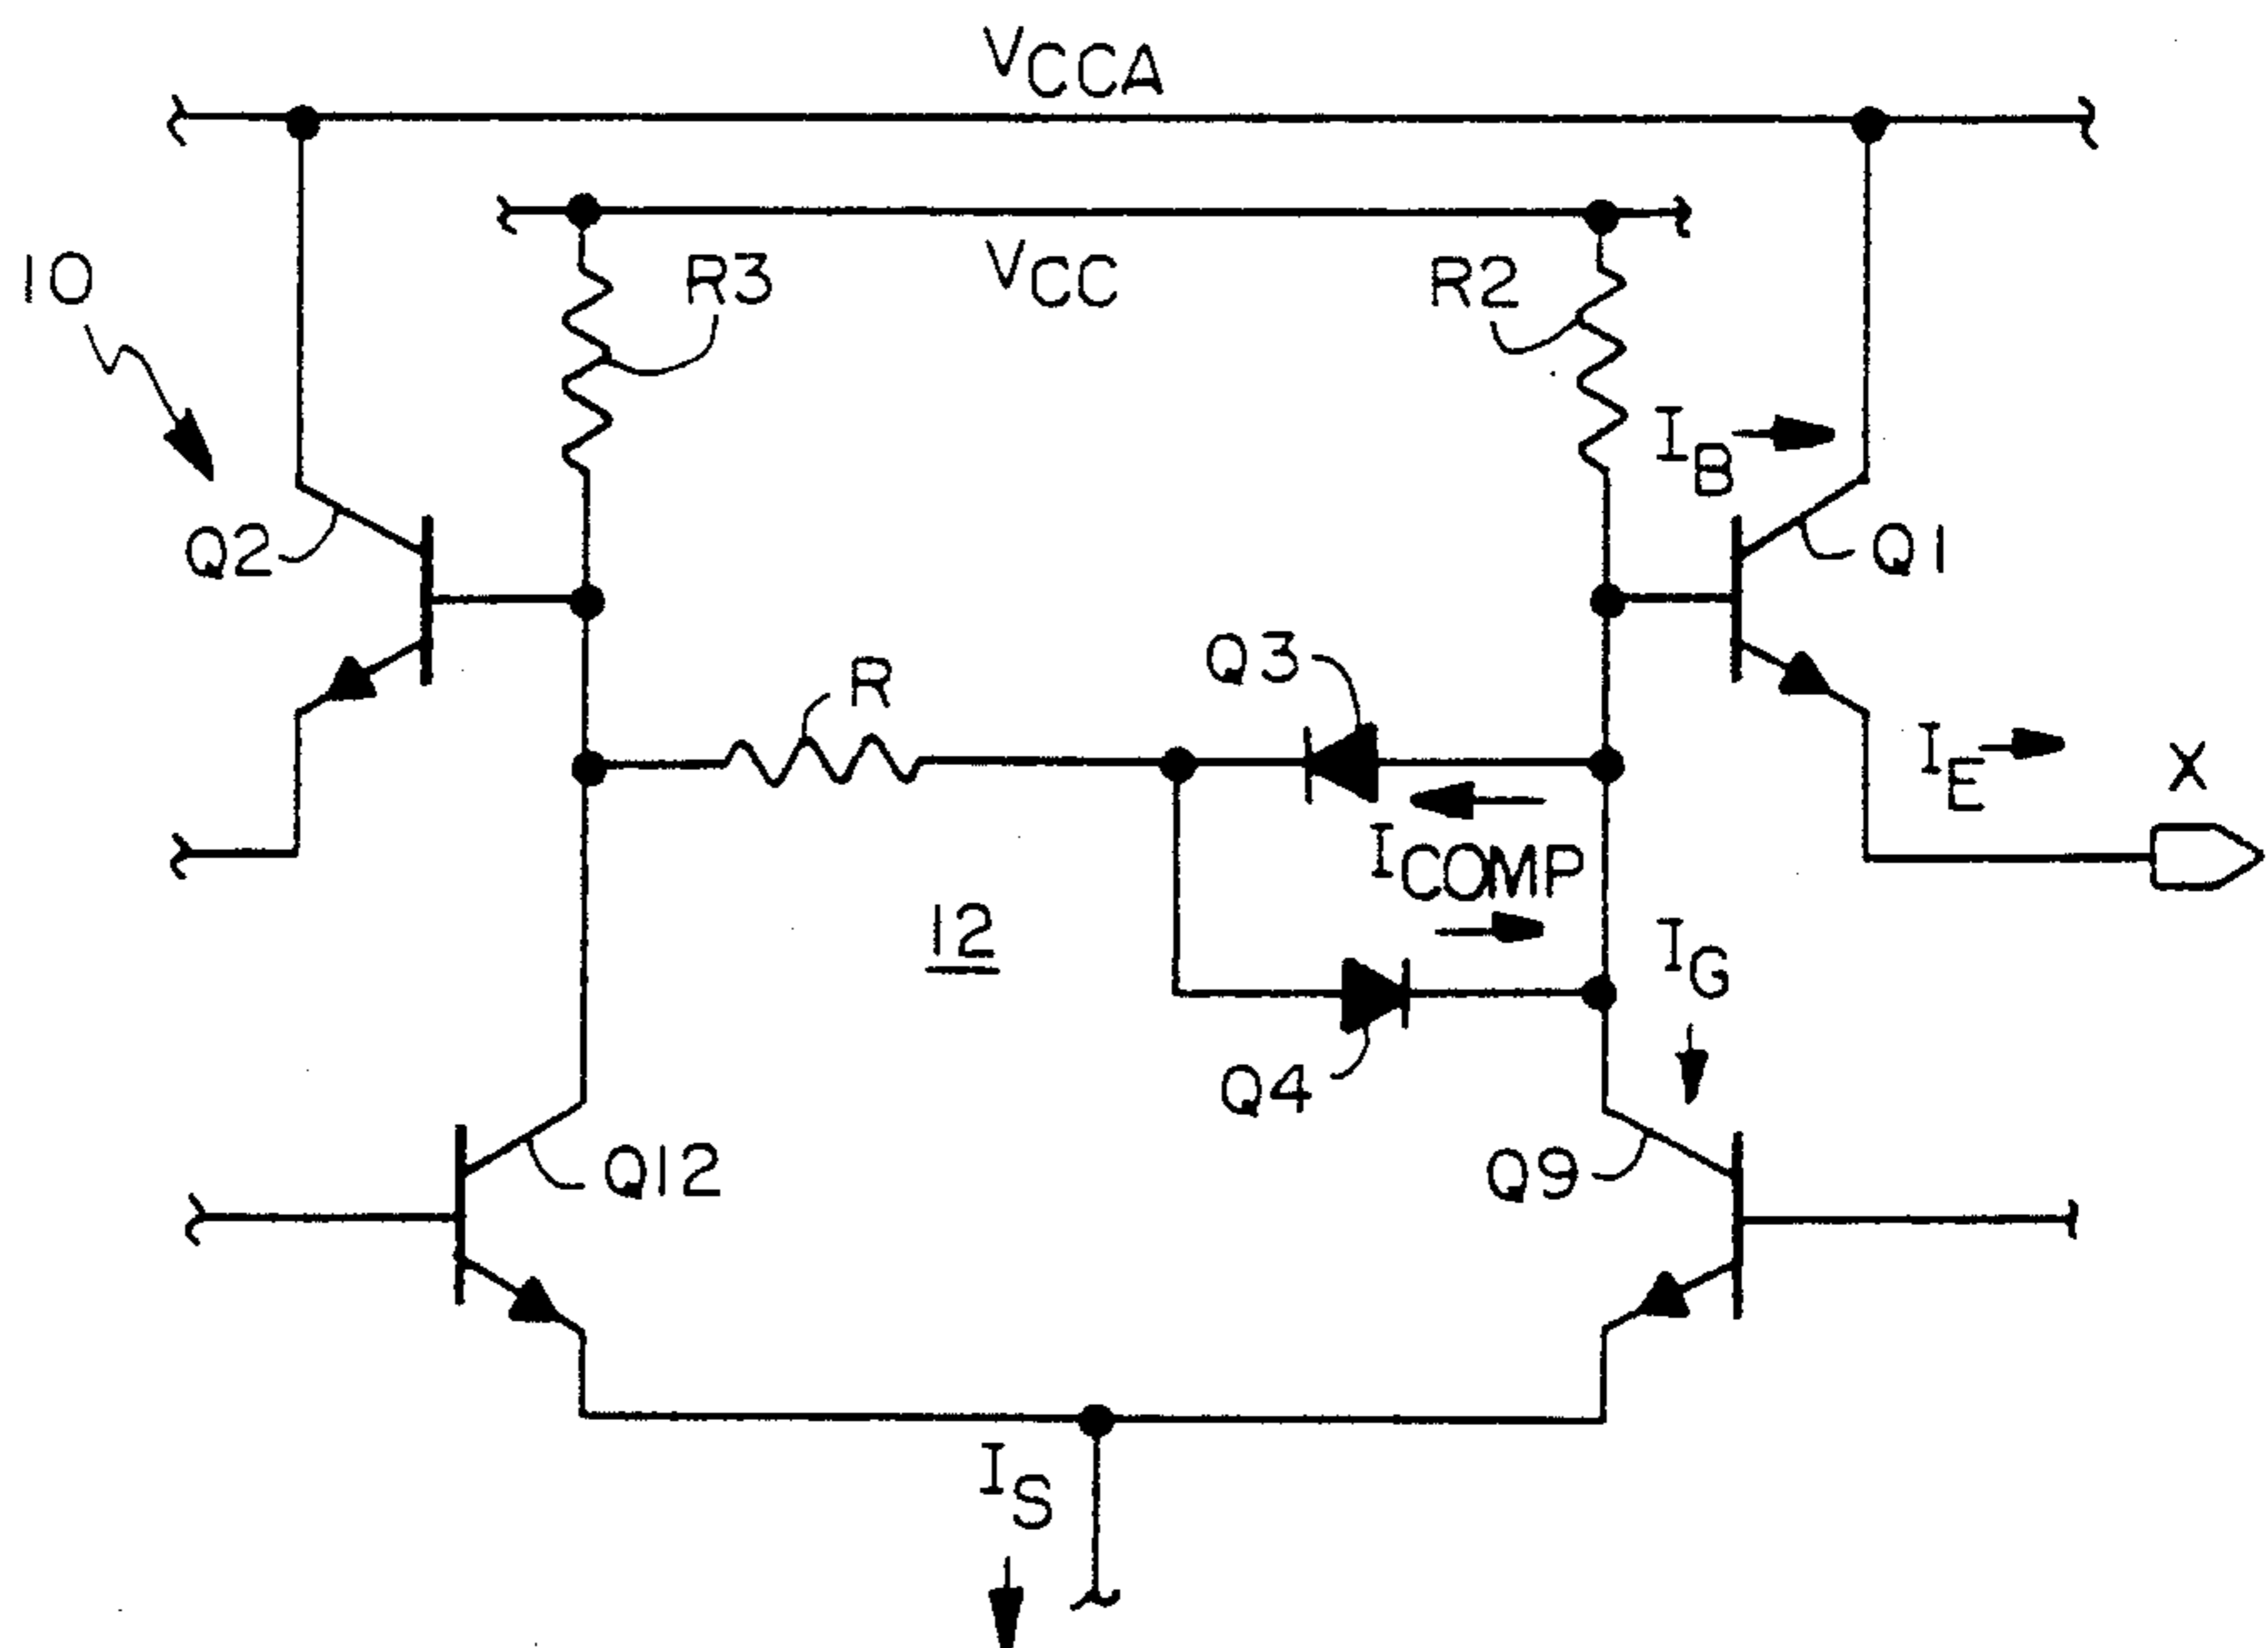 VCCA
VCC
10
R3
R2
IB
Q2
Q1
R
Q3
IE
X
ICOMP
12
IG
Q4
Q12
Q9
IS